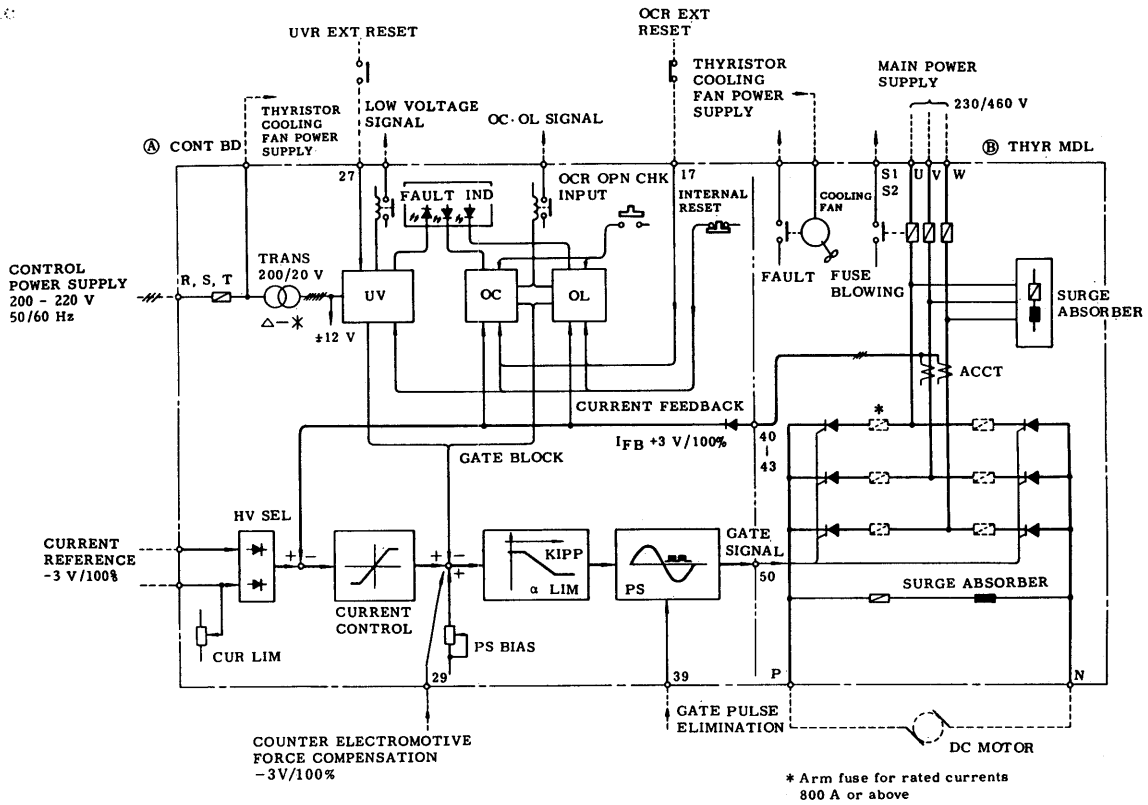 UVR EXT RESET
OCR EXT
RESET
THYRISTOR
COOLING
FAN POWER
SUPPLY
MAIN POWER
SUPPLY
230/460 V
THYRISTOR
COOLING
FAN POWER
SUPPLY
LOW VOLTAGE
SIGNAL
OC·OL SIGNAL
Ⓐ CONT BD
Ⓑ THYR MDL
27
17
S1
S2
U
V
W
FAULT IND
OCR OPN CHK
INPUT
INTERNAL
RESET
COOLING
FAN
FAULT
FUSE
BLOWING
CONTROL
POWER SUPPLY
200 - 220 V
50/60 Hz
R, S, T
TRANS
200/20 V
△-⚹
±12 V
UV
OC
OL
SURGE
ABSORBER
ACCT
CURRENT FEEDBACK
IFB +3 V/100%
40
|
43
*
GATE BLOCK
HV SEL
CURRENT
REFERENCE
-3 V/100%
+ -
+ -
+
CURRENT
CONTROL
KIPP
α LIM
PS
GATE
SIGNAL
50
SURGE ABSORBER
CUR LIM
PS BIAS
29
39
P
N
GATE PULSE
ELIMINATION
COUNTER ELECTROMOTIVE
FORCE COMPENSATION
-3V/100%
DC MOTOR
* Arm fuse for rated currents
800 A or above